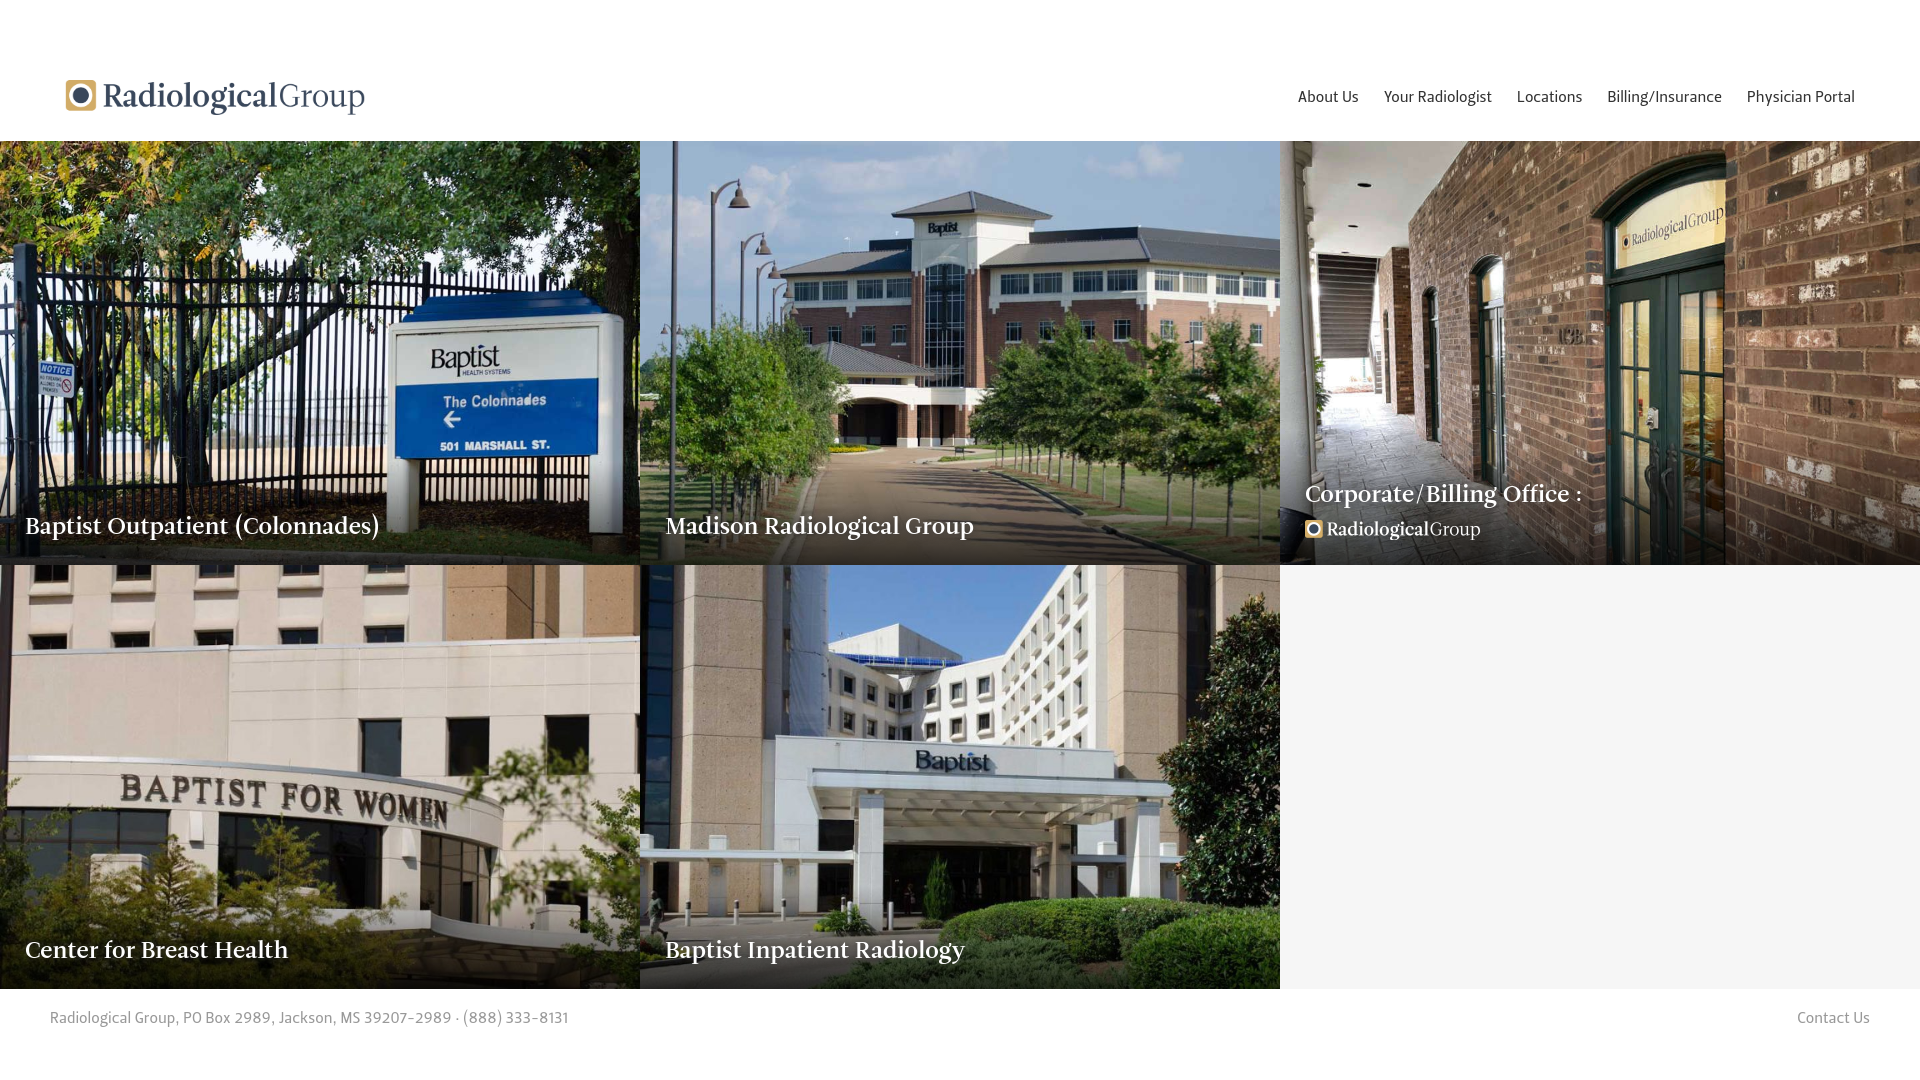 RadiologicalGroup
About Us
Your Radiologist
Locations
Billing/Insurance
Physician Portal
Baptist
HEALTH SYSTEMS
The Colonnades
501 MARSHALL ST.
NOTICE
Baptist Outpatient (Colonnades)
Baptist
Madison Radiological Group
RadiologicalGroup
Corporate/Billing Office :
RadiologicalGroup
BAPTIST FOR WOMEN
Center for Breast Health
Baptist
Baptist Inpatient Radiology
Radiological Group, PO Box 2989, Jackson, MS 39207-2989 · (888) 333-8131
Contact Us